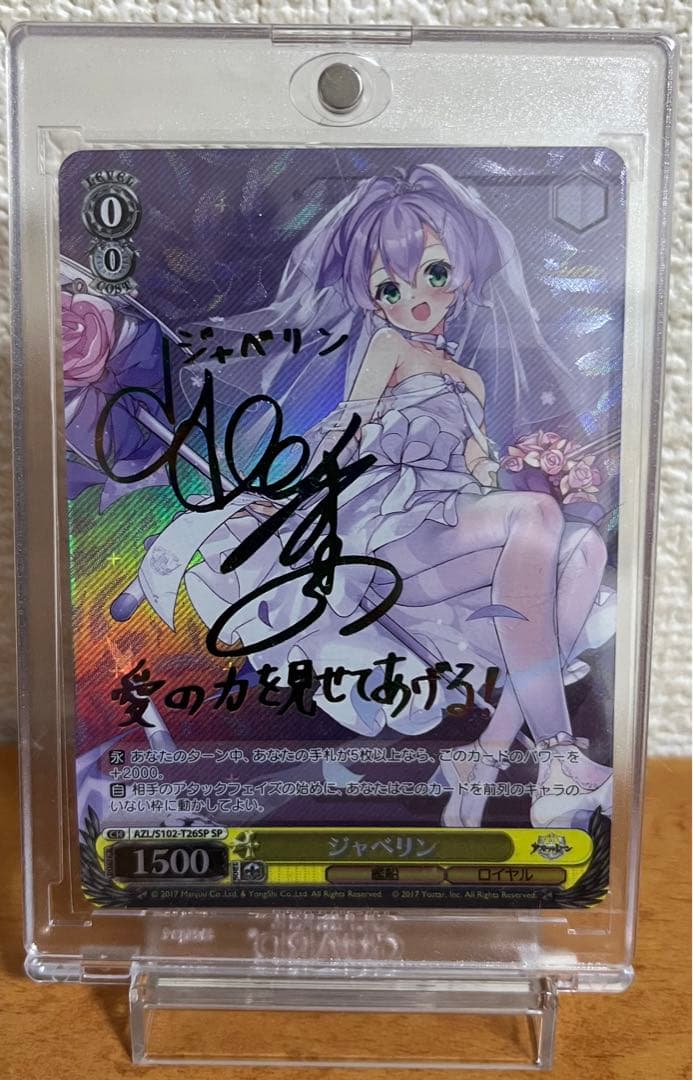 LEVEL
0
0
COST
ジャベリン
愛の力を見せてあげる!
永 あなたのターン中、あなたの手札が5枚以上なら、このカードのパワーを
+2000。
自 相手のアタックフェイズの始めに、あなたはこのカードを前列のキャラの
いない枠に動かしてよい。
CH AZL/S102-T26SP SP
ジャベリン
1500
艦船 ロイヤル
© 2017 Manjuu Co.,Ltd. & YongShi Co.,Ltd. All Rights Reserved. © 2017 Yostar, Inc. All Rights Reserved.